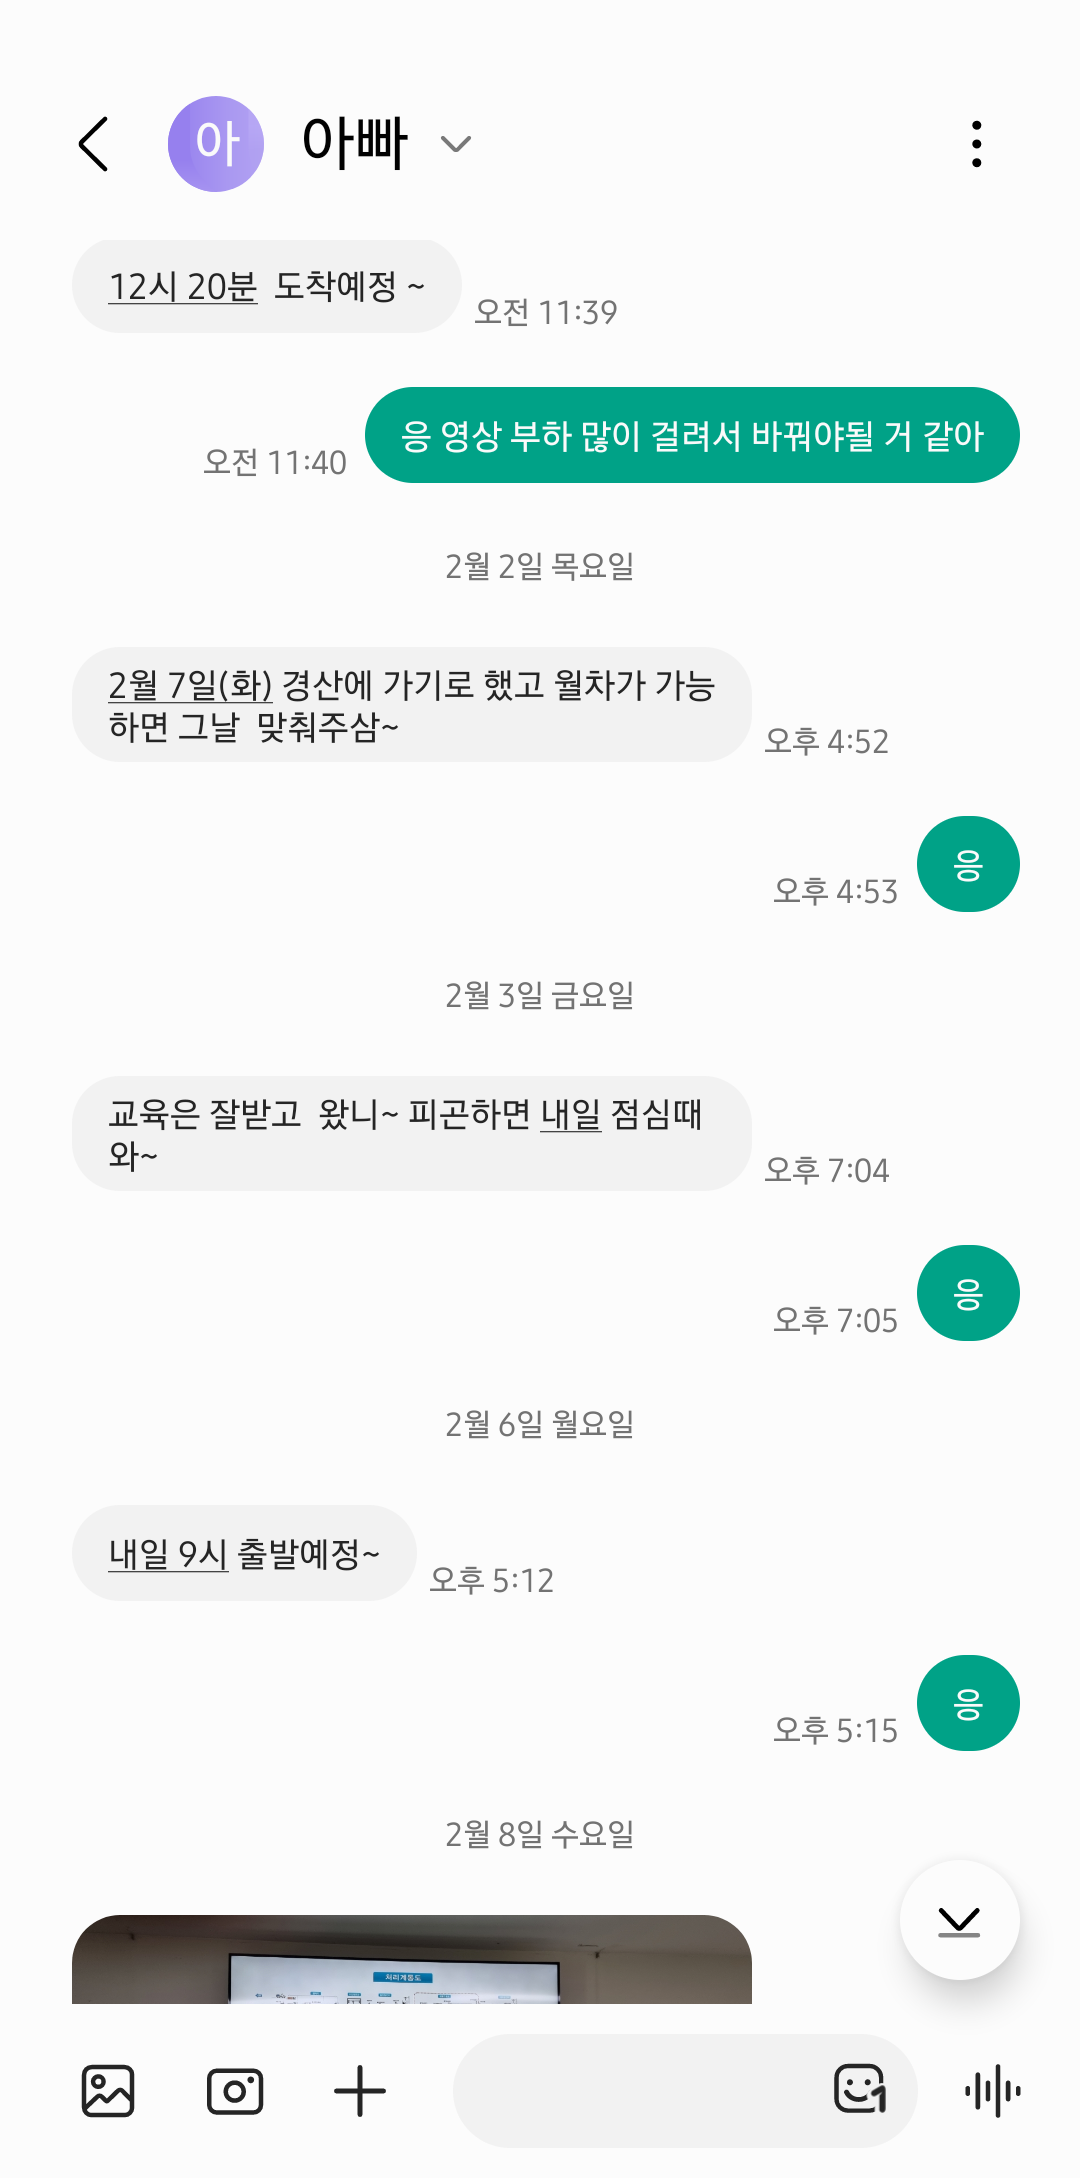 아
아빠
12시 20분  도착예정 ~
오전 11:39
응 영상 부하 많이 걸려서 바꿔야될 거 같아
오전 11:40
2월 2일 목요일
2월 7일(화) 경산에 가기로 했고 월차가 가능
하면 그날  맞춰주삼~
오후 4:52
응
오후 4:53
2월 3일 금요일
교육은 잘받고  왔니~ 피곤하면 내일 점심때
와~
오후 7:04
응
오후 7:05
2월 6일 월요일
내일 9시 출발예정~
오후 5:12
응
오후 5:15
2월 8일 수요일
처리계통도
1